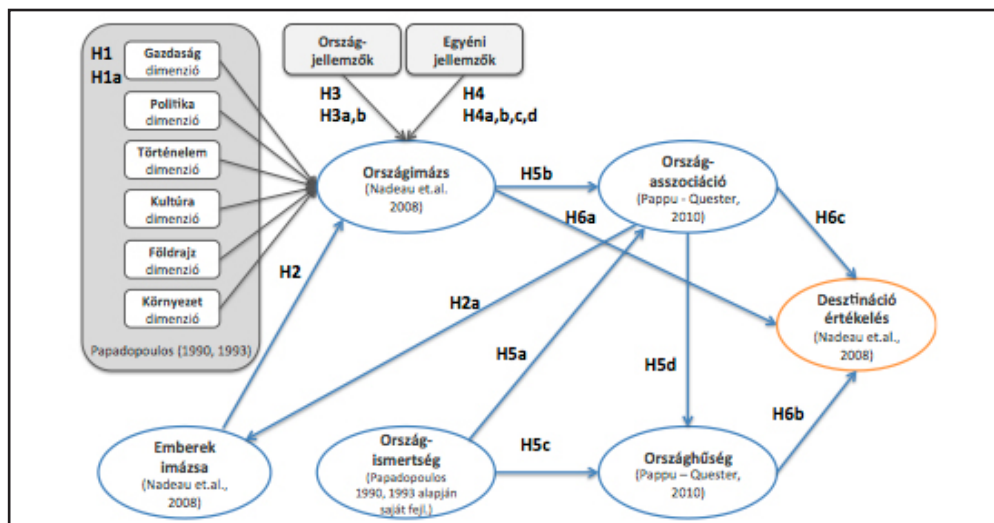 H1
H1a
Gazdaság
dimenzió
Politika
dimenzió
Történelem
dimenzió
Kultúra
dimenzió
Földrajz
dimenzió
Környezet
dimenzió
Papadopoulos (1990, 1993)
Ország-
jellemzők
Egyéni
jellemzők
H3
H3a,b
H4
H4a,b,c,d
Országimázs
(Nadeau et.al.
2008)
H5b
Ország-
asszociáció
(Pappu - Quester,
2010)
H6a
H6c
H2
H2a
H5a
H5d
Desztináció
értékelés
(Nadeau et.al.,
2008)
H6b
Emberek
imázsa
(Nadeau et.al.,
2008)
Ország-
ismertség
(Papadopoulos
1990, 1993 alapján
saját fejl.)
H5c
Országhűség
(Pappu – Quester,
2010)